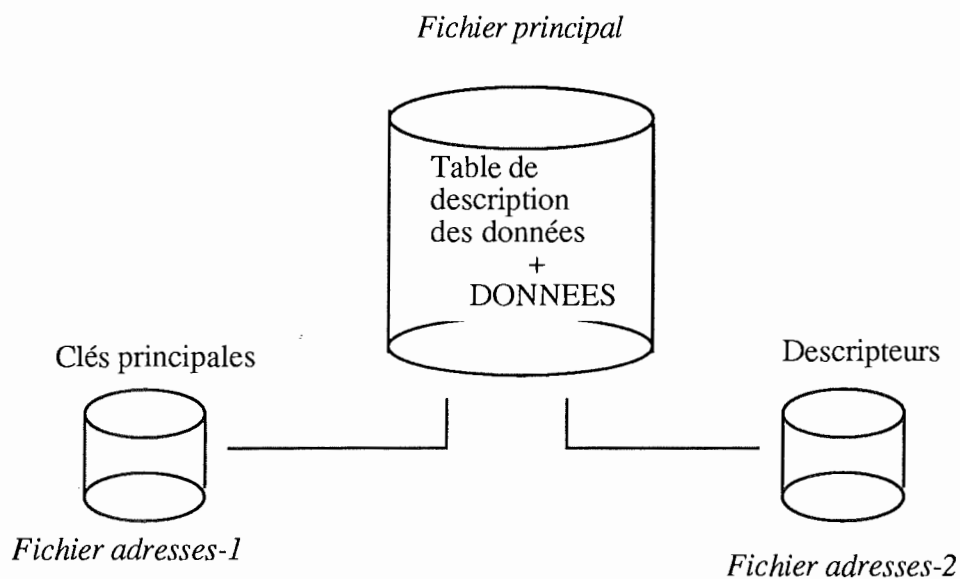 Fichier principal
Table de
description
des données
+
DONNEES
Clés principales
Descripteurs
Fichier adresses-1
Fichier adresses-2